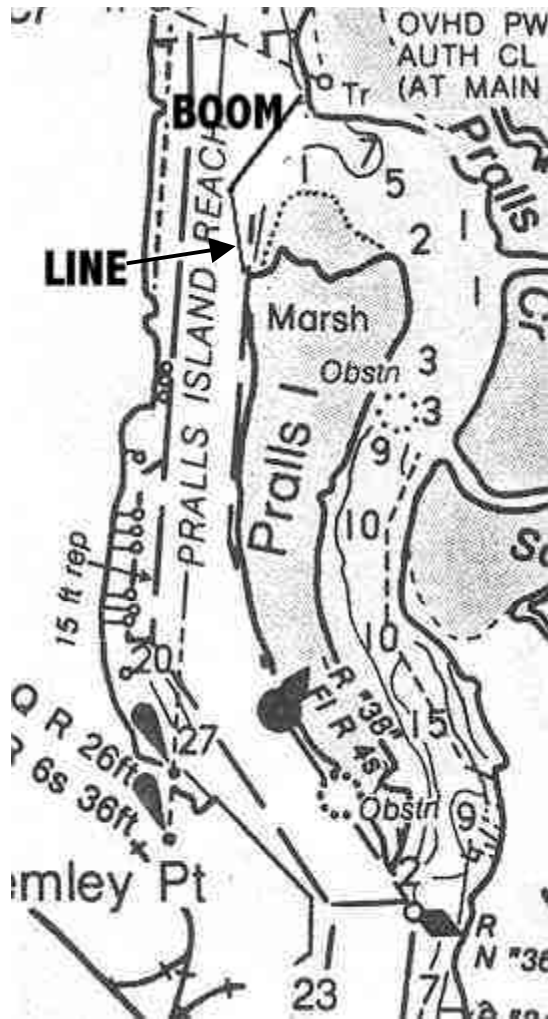 OVHD PW
AUTH CL
(AT MAIN
Tr
BOOM
Pralls
7
5
1
LINE
2
PRALLS ISLAND REACH
Marsh
Cr
Obstn
3
3
Pralls I
9
10
15 ft rep
10
20
R "38"
Fl R 4s
15
Q R 26ft
27
R 6s 36ft
Obstn
9
emley Pt
2
R
N "36
23
7